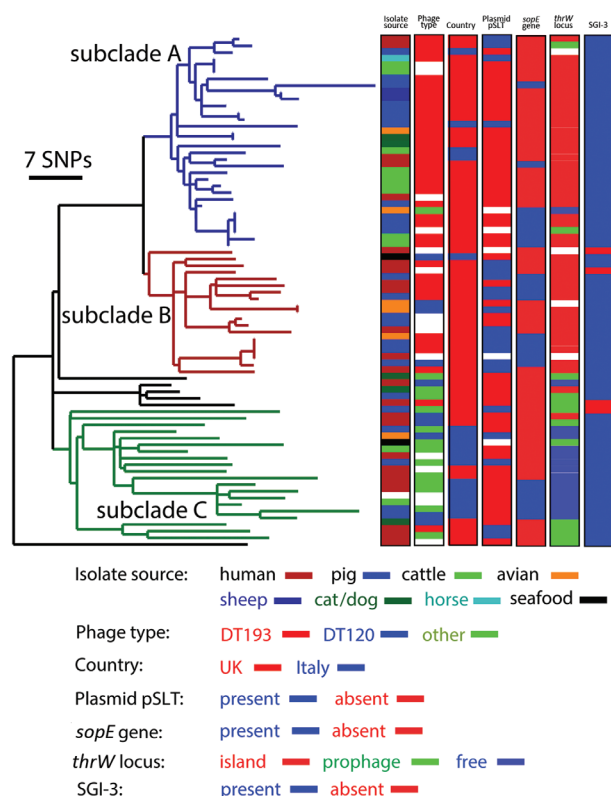 Isolate source Phage type Country Plasmid pSLT sopE gene thrW locus SGI-3
subclade A
7 SNPs
subclade B
subclade C
Isolate source: human pig cattle avian
sheep cat/dog horse seafood
Phage type: DT193 DT120 other
Country: UK Italy
Plasmid pSLT: present absent
sopE gene: present absent
thrW locus: island prophage free
SGI-3: present absent